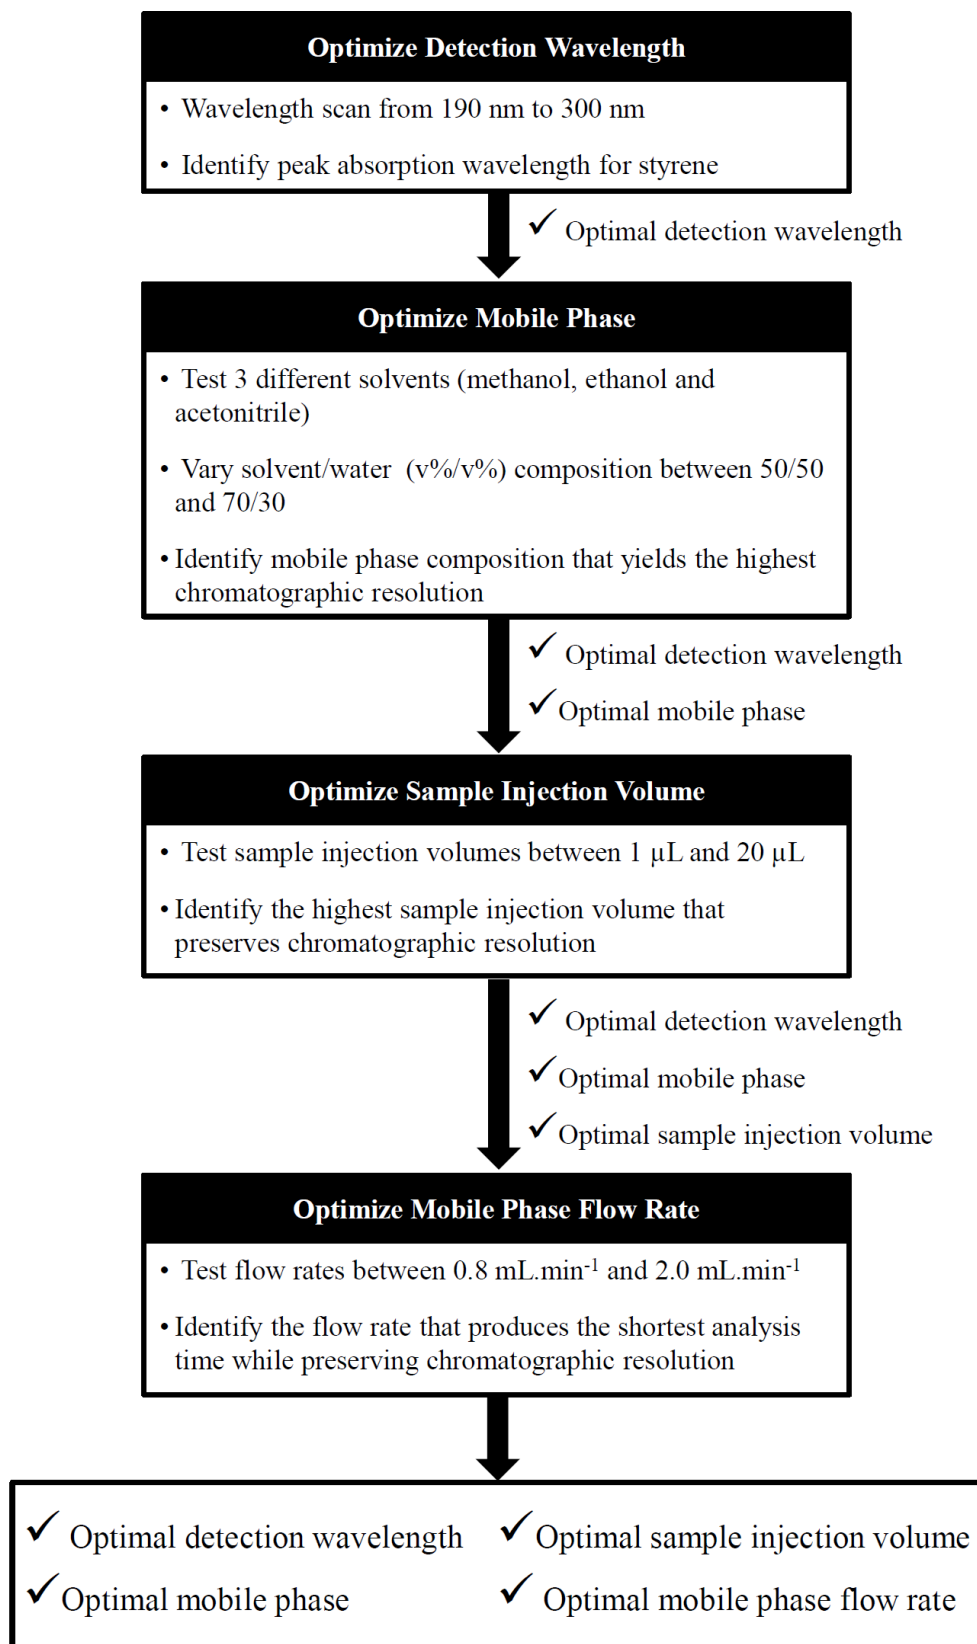 Optimize Detection Wavelength
• Wavelength scan from 190 nm to 300 nm
• Identify peak absorption wavelength for styrene
✓ Optimal detection wavelength
Optimize Mobile Phase
• Test 3 different solvents (methanol, ethanol and
acetonitrile)
• Vary solvent/water (v%/v%) composition between 50/50
and 70/30
• Identify mobile phase composition that yields the highest
chromatographic resolution
✓ Optimal detection wavelength
✓ Optimal mobile phase
Optimize Sample Injection Volume
• Test sample injection volumes between 1 µL and 20 µL
• Identify the highest sample injection volume that
preserves chromatographic resolution
✓ Optimal detection wavelength
✓ Optimal mobile phase
✓ Optimal sample injection volume
Optimize Mobile Phase Flow Rate
• Test flow rates between 0.8 mL.min⁻¹ and 2.0 mL.min⁻¹
• Identify the flow rate that produces the shortest analysis
time while preserving chromatographic resolution
✓ Optimal detection wavelength ✓ Optimal sample injection volume
✓ Optimal mobile phase ✓ Optimal mobile phase flow rate